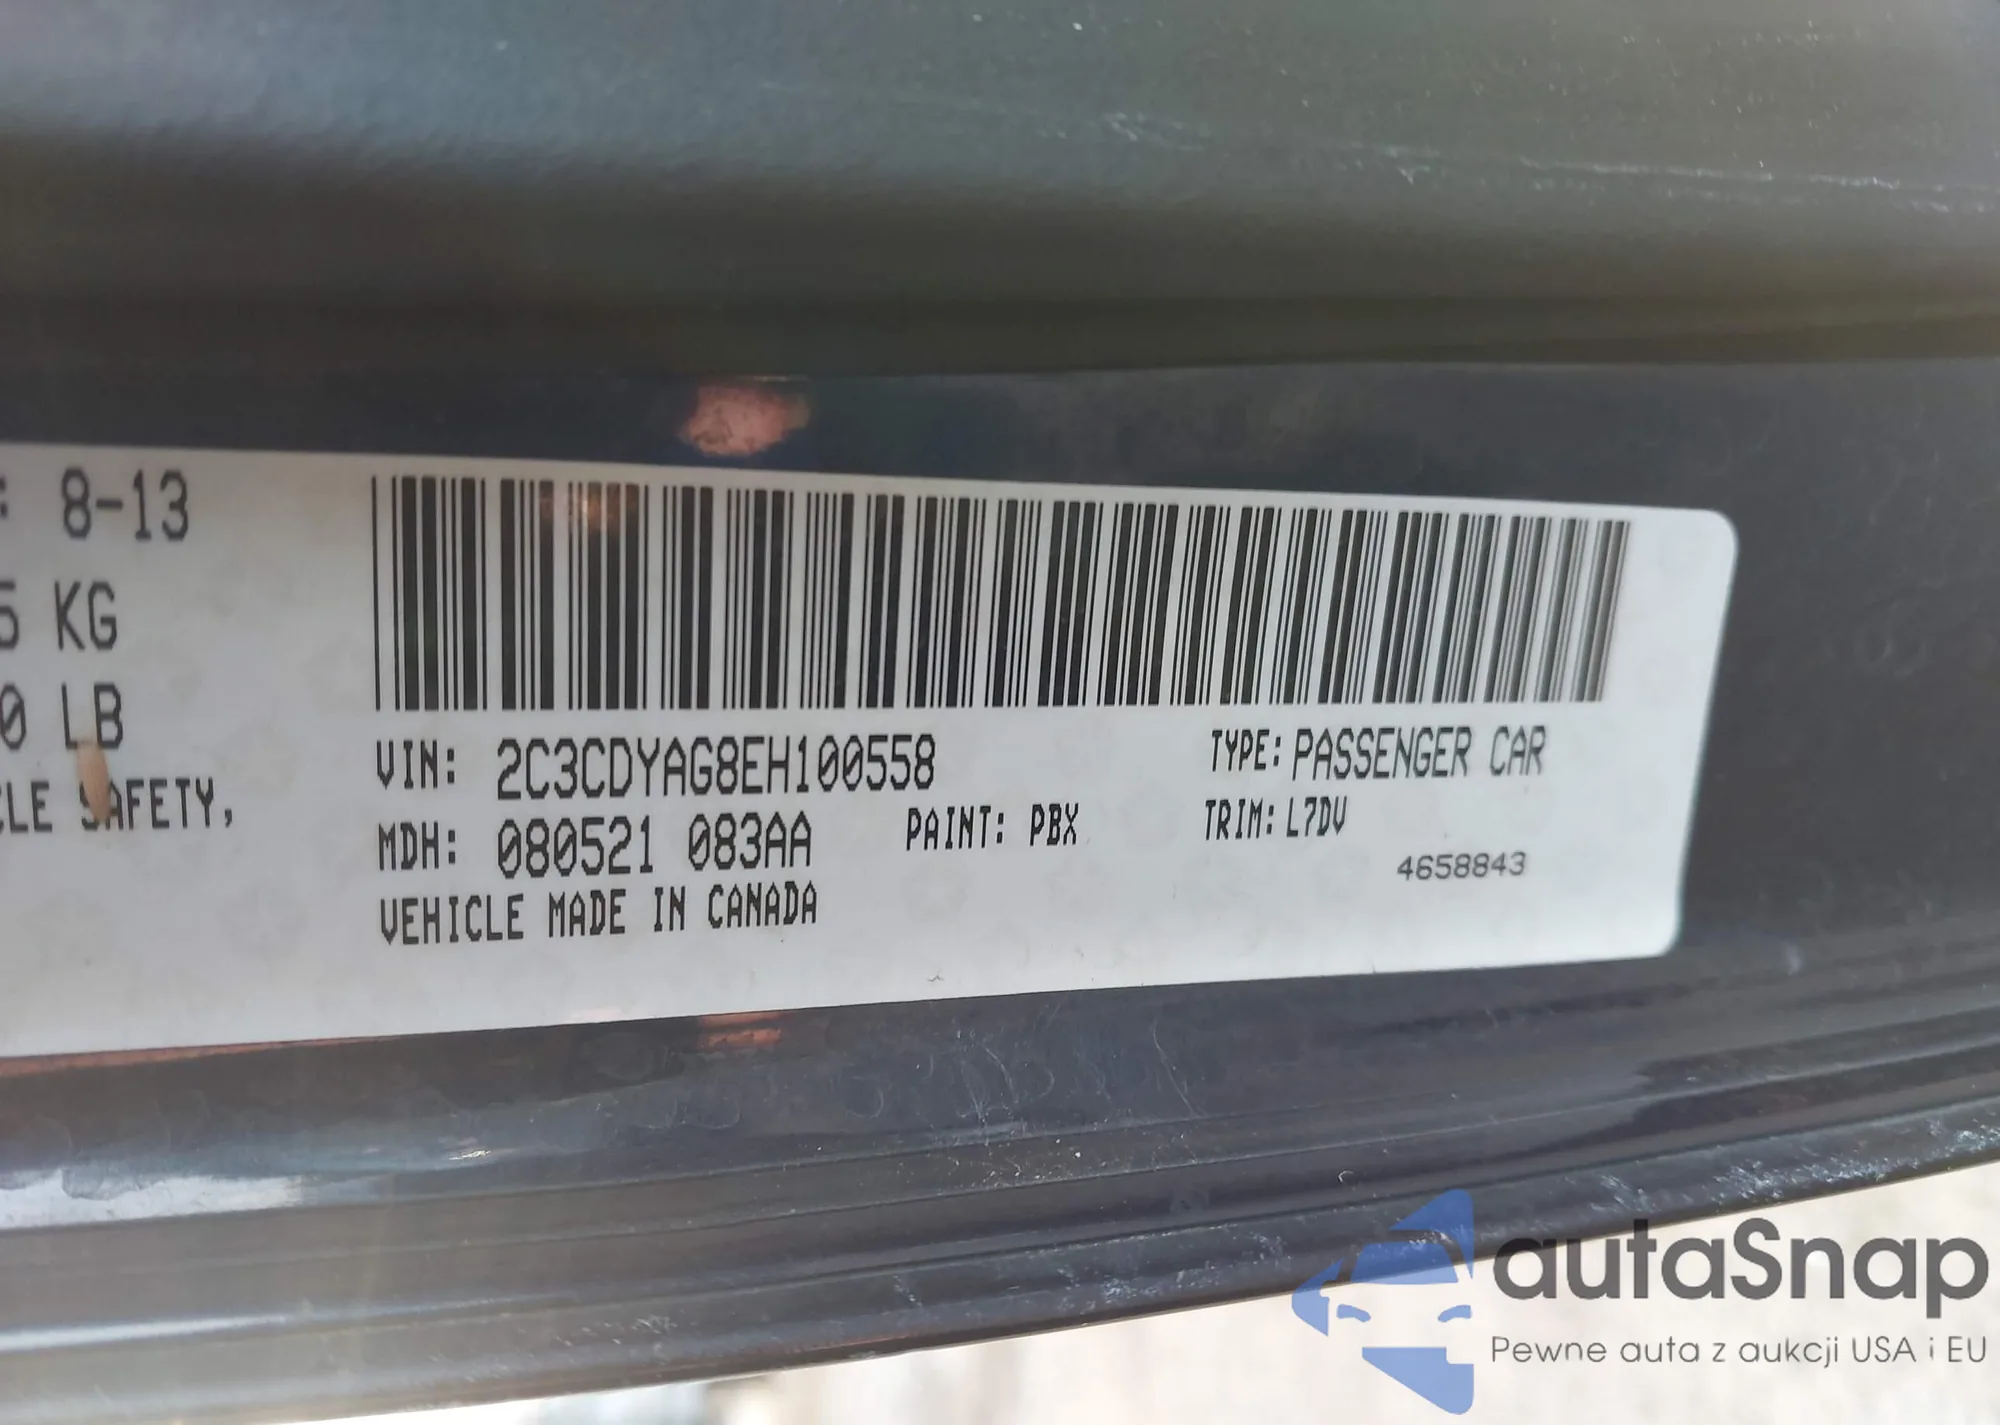 : 8-13
5 KG
0 LB
CLE SAFETY,
VIN: 2C3CDYAG8EH100558
TYPE: PASSENGER CAR
MDH: 080521 083AA
PAINT: PBX
TRIM: L7DV
4658843
VEHICLE MADE IN CANADA
autaSnap
Pewne auta z aukcji USA i EU